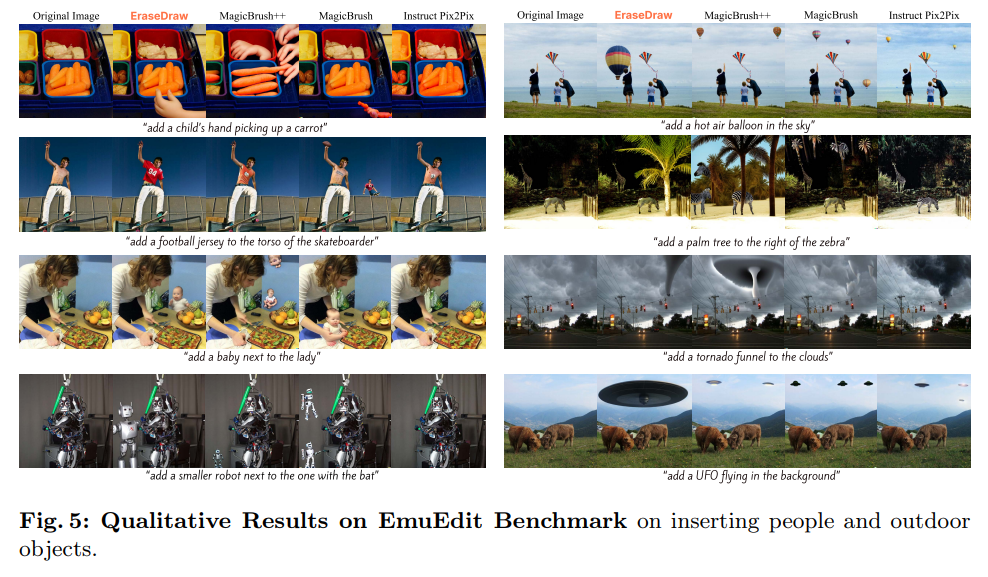 Original Image EraseDraw MagicBrush++ MagicBrush Instruct Pix2Pix
"add a child's hand picking up a carrot"
"add a football jersey to the torso of the skateboarder"
"add a baby next to the lady"
"add a smaller robot next to the one with the bat"
Original Image EraseDraw MagicBrush++ MagicBrush Instruct Pix2Pix
"add a hot air balloon in the sky"
"add a palm tree to the right of the zebra"
"add a tornado funnel to the clouds"
"add a UFO flying in the background"
Fig. 5: Qualitative Results on EmuEdit Benchmark on inserting people and outdoor
objects.